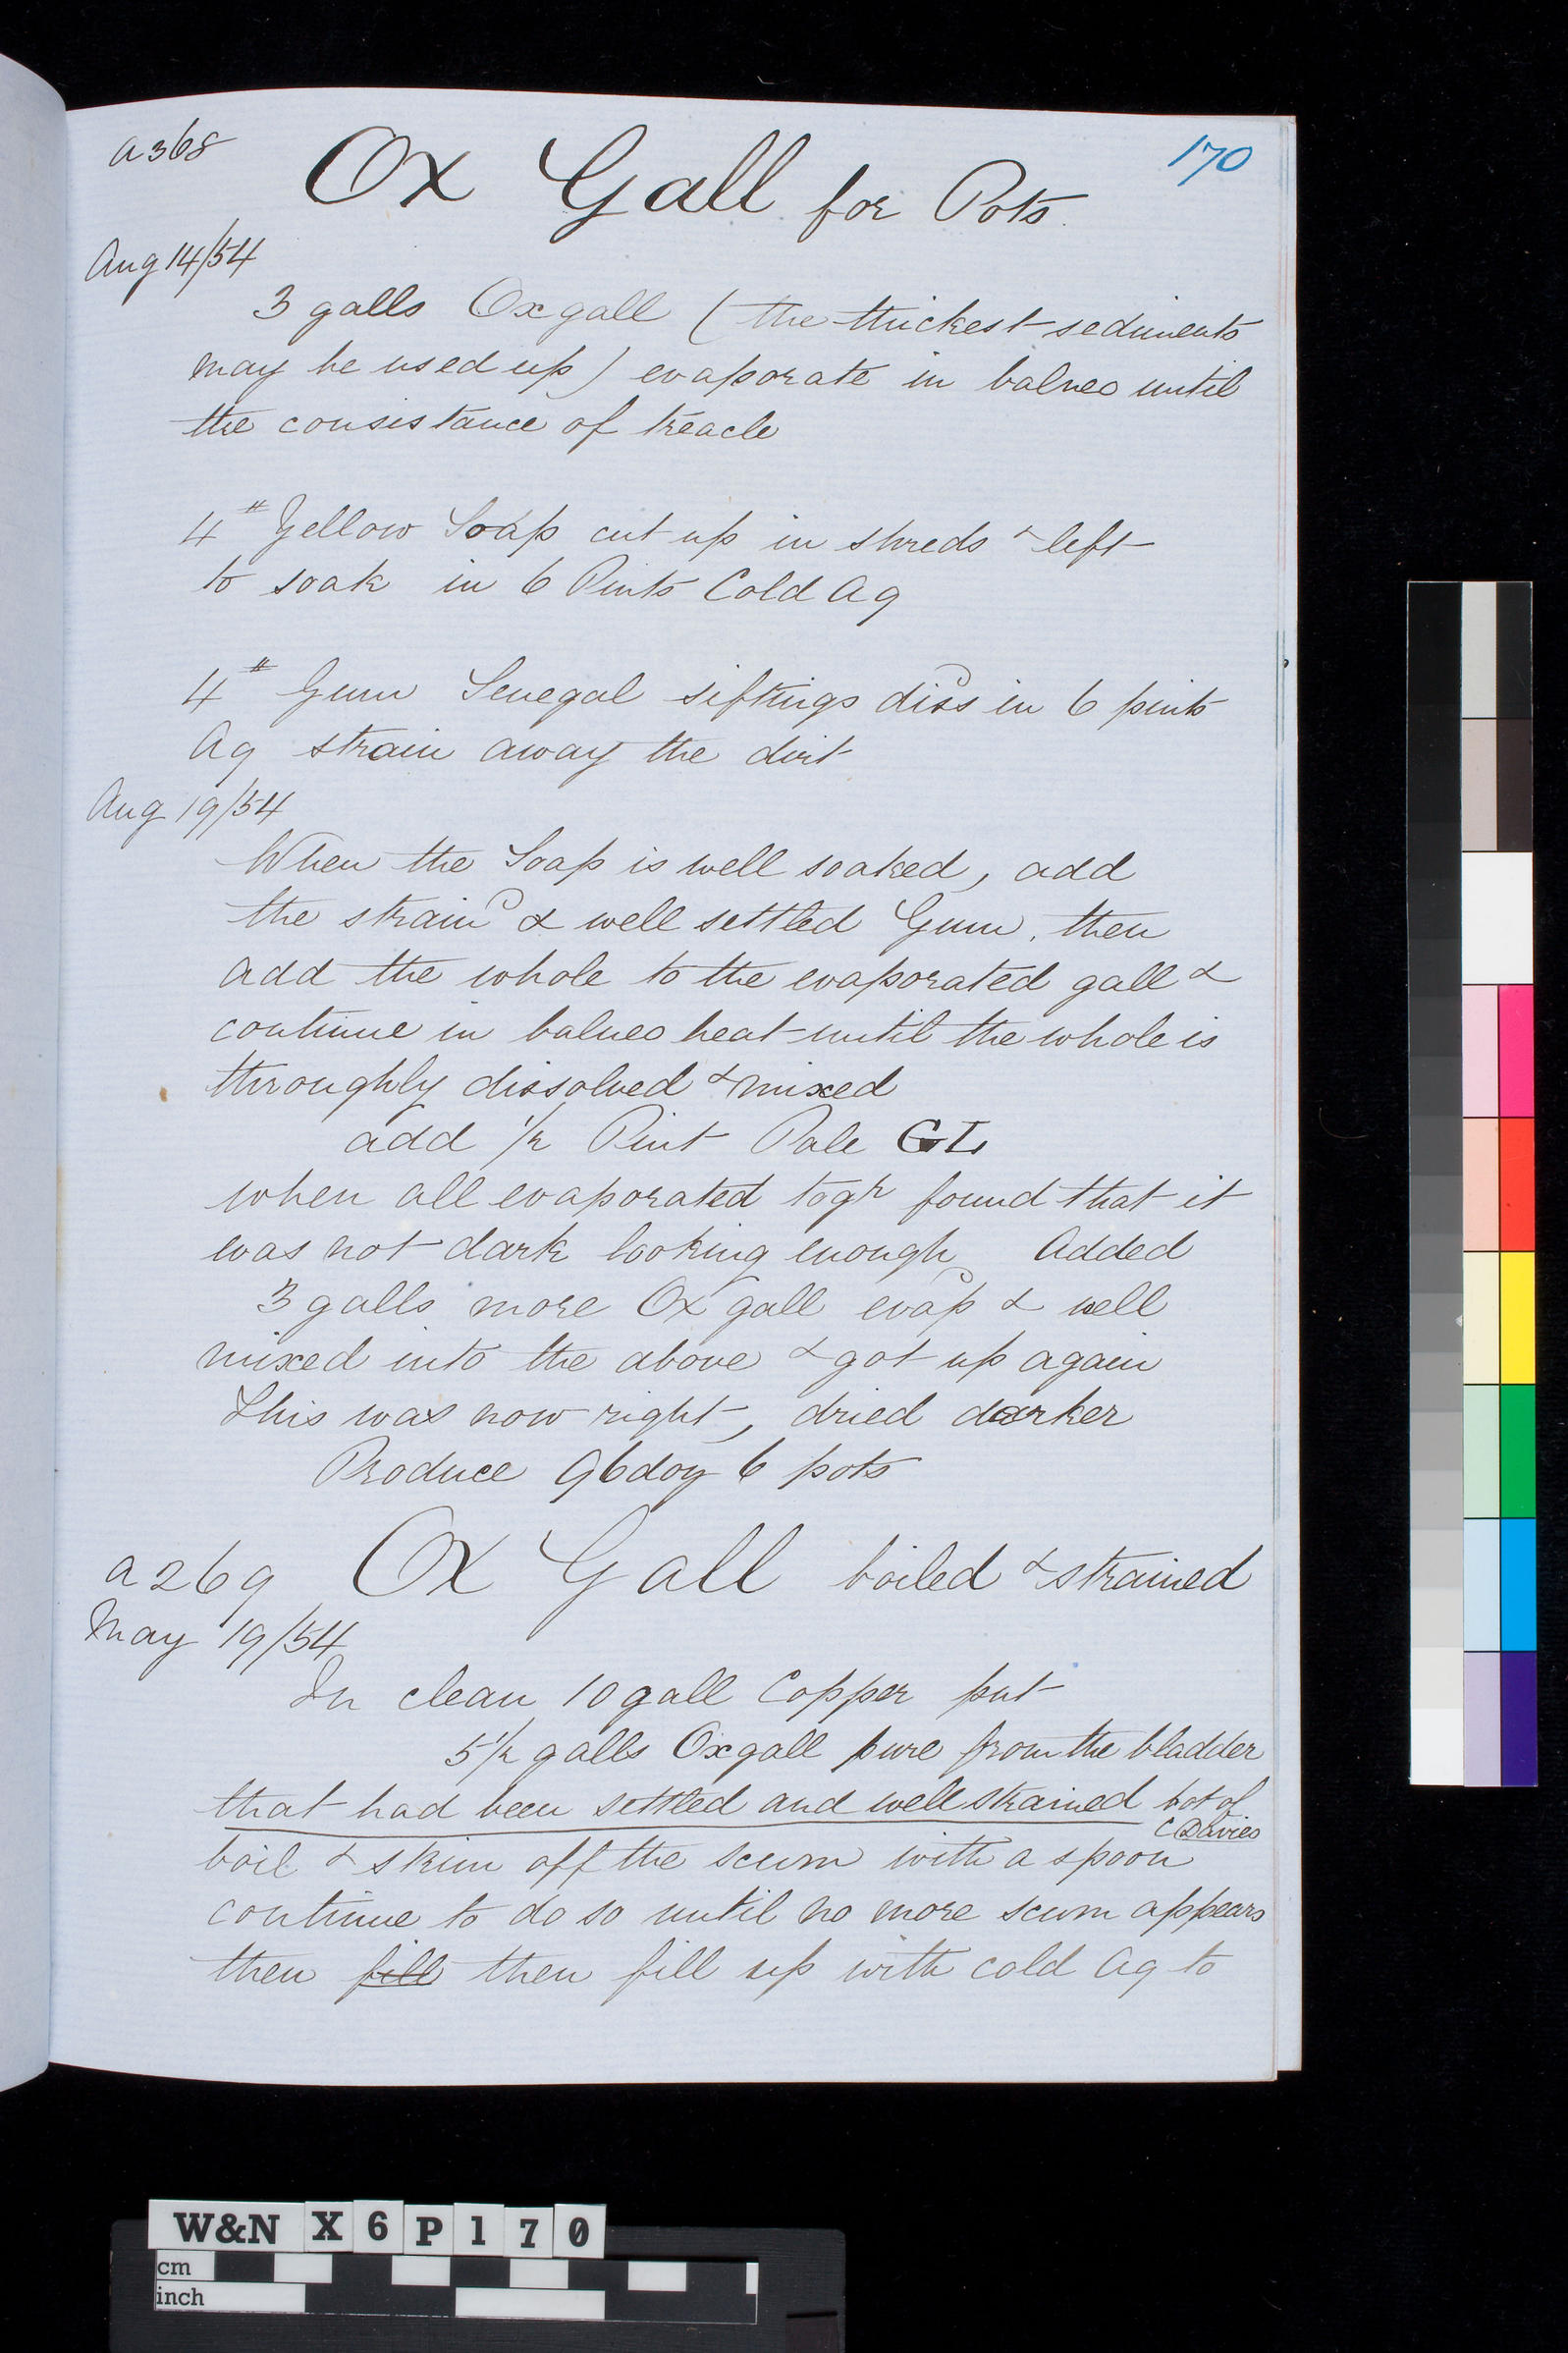 a368
170
Ox Gall for Pots
Aug 14/54
3 galls Oxgall (the thickest sediments
may be used up) evaporate in balneo until
the consistance of treacle
4# Yellow Soap cut up in shreds & left
to soak in 6 Pints Cold Aq
4# Gum Senegal siftings dissd in 6 pints
Aq strain away the dirt
Aug 19/54
When the Soap is well soaked, add
the straind & well settled Gum, then
add the whole to the evaporated gall &
continue in balneo heat until the whole is
throughly dissolved & mixed
add 1/2 Pint Pale GL
when all evaporated togr found that it
was not dark looking enough Added
3 galls more Ox gall evapd & well
mixed into the above & got up again
This was now right, dried darker
Produce 96 doz 6 pots
a269 Ox Gall boiled & strained
May 19/54
In clean 10 gall Copper put
5 1/2 galls Oxgall pure from the bladder
that had been settled and well strained bot of
C Davies
boil & skim off the scum with a spoon
continue to do so until no more scum appears
then fill then fill up with cold Aq to
W&N X6P170
cm
inch